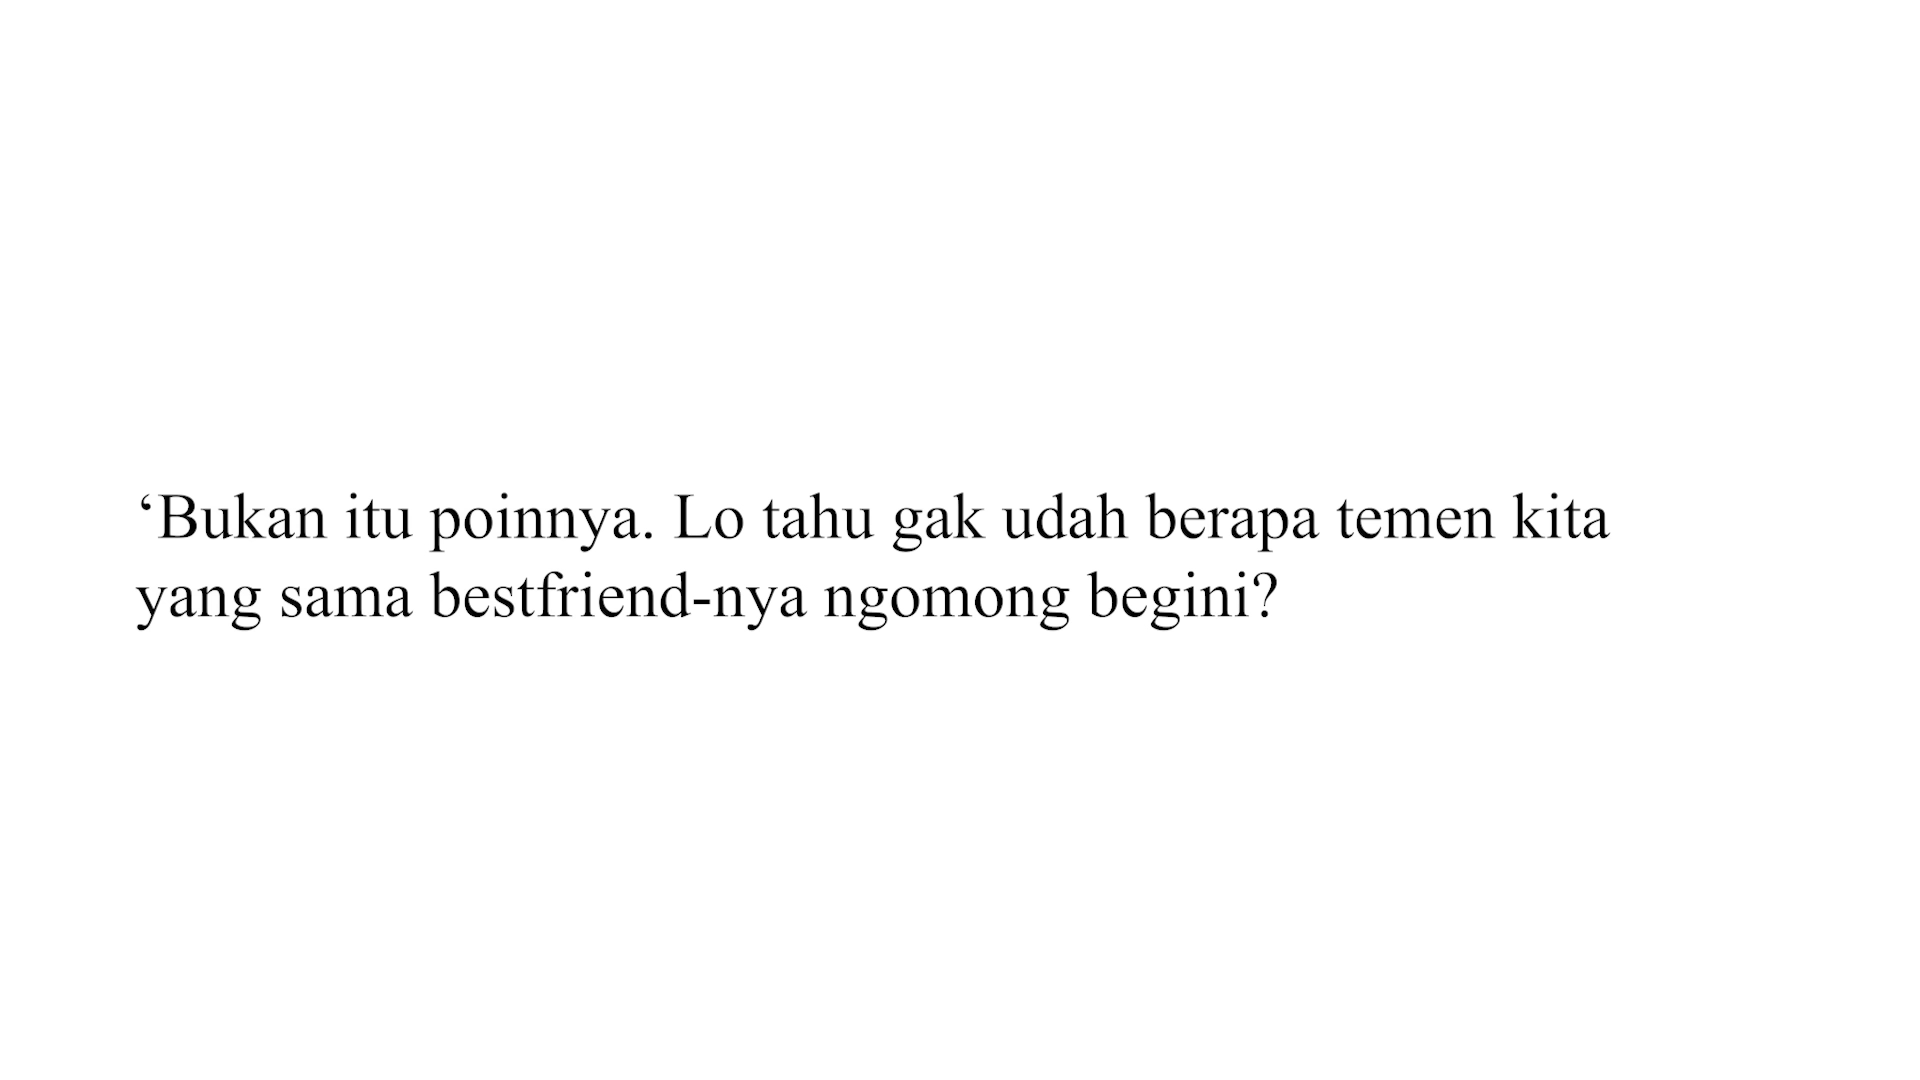 ‘Bukan itu poinnya. Lo tahu gak udah berapa temen kita
yang sama bestfriend-nya ngomong begini?